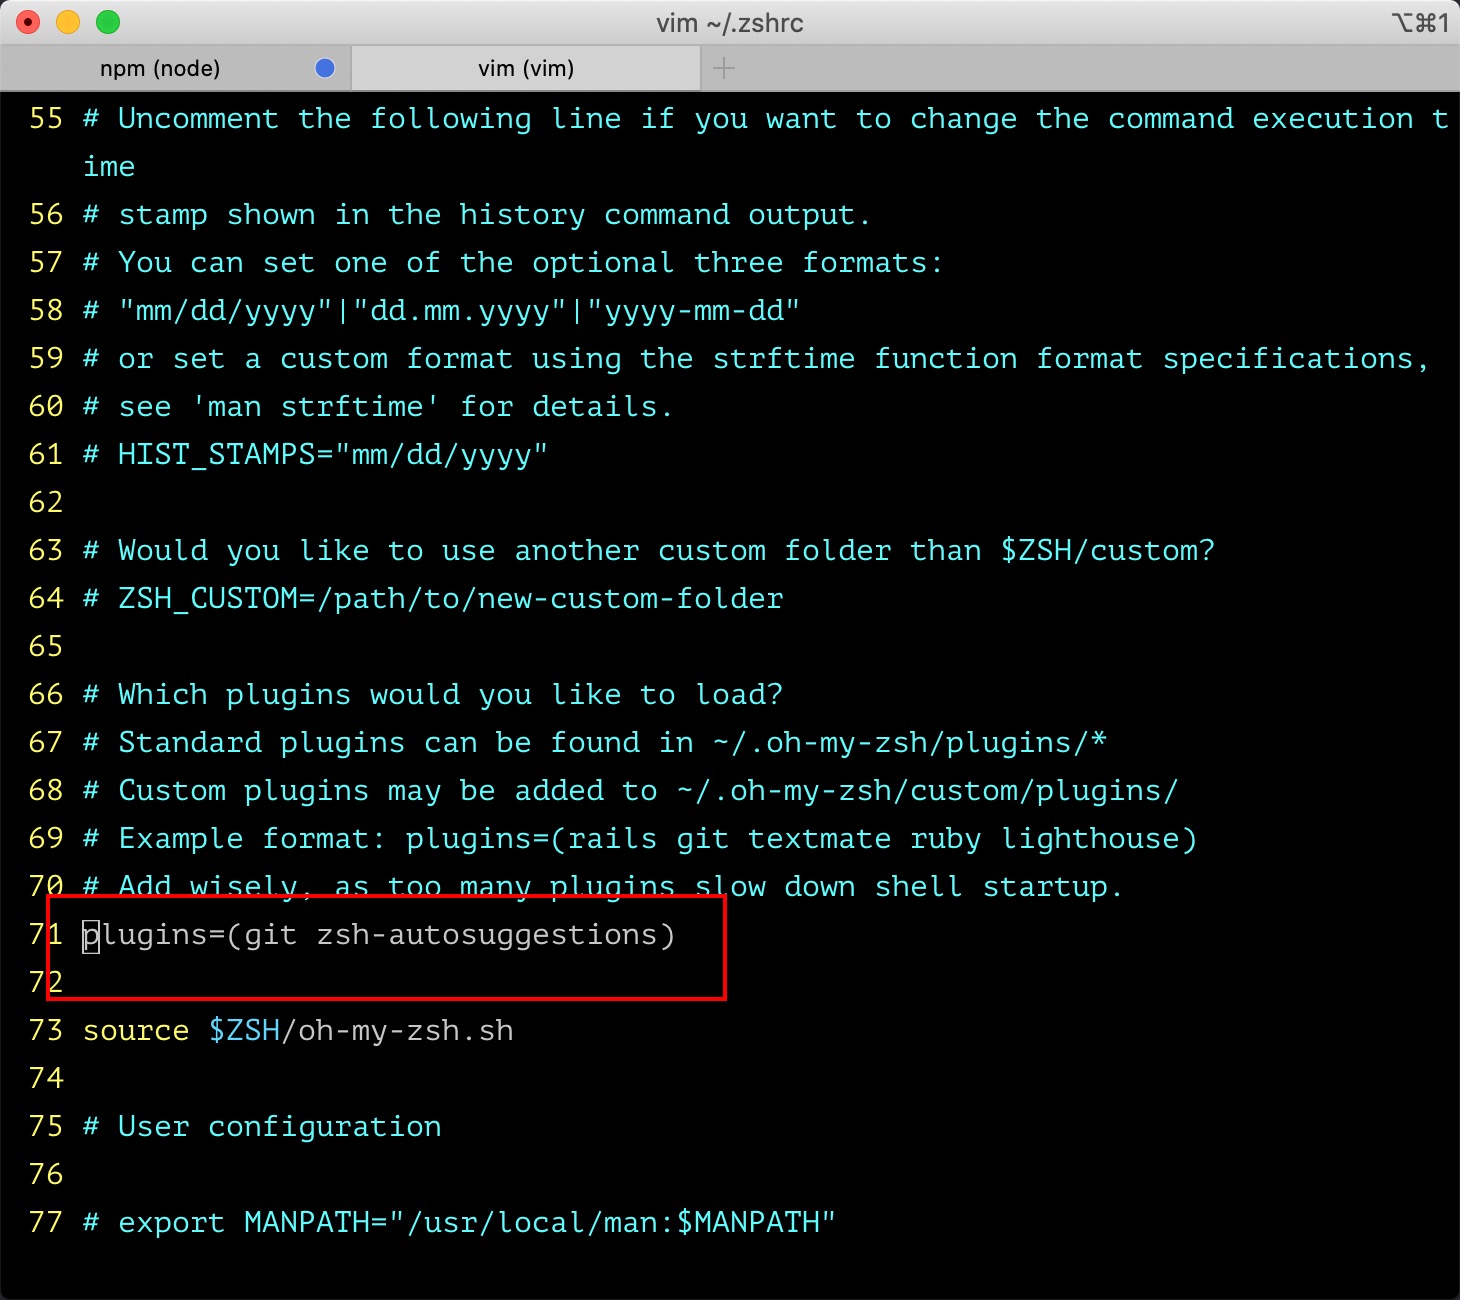 vim ~/.zshrc
⌥⌘1
npm (node)
vim (vim)
55 # Uncomment the following line if you want to change the command execution t
ime
56 # stamp shown in the history command output.
57 # You can set one of the optional three formats:
58 # "mm/dd/yyyy"|"dd.mm.yyyy"|"yyyy-mm-dd"
59 # or set a custom format using the strftime function format specifications,
60 # see 'man strftime' for details.
61 # HIST_STAMPS="mm/dd/yyyy"
62
63 # Would you like to use another custom folder than $ZSH/custom?
64 # ZSH_CUSTOM=/path/to/new-custom-folder
65
66 # Which plugins would you like to load?
67 # Standard plugins can be found in ~/.oh-my-zsh/plugins/*
68 # Custom plugins may be added to ~/.oh-my-zsh/custom/plugins/
69 # Example format: plugins=(rails git textmate ruby lighthouse)
70 # Add wisely, as too many plugins slow down shell startup.
71 plugins=(git zsh-autosuggestions)
72
73 source $ZSH/oh-my-zsh.sh
74
75 # User configuration
76
77 # export MANPATH="/usr/local/man:$MANPATH"